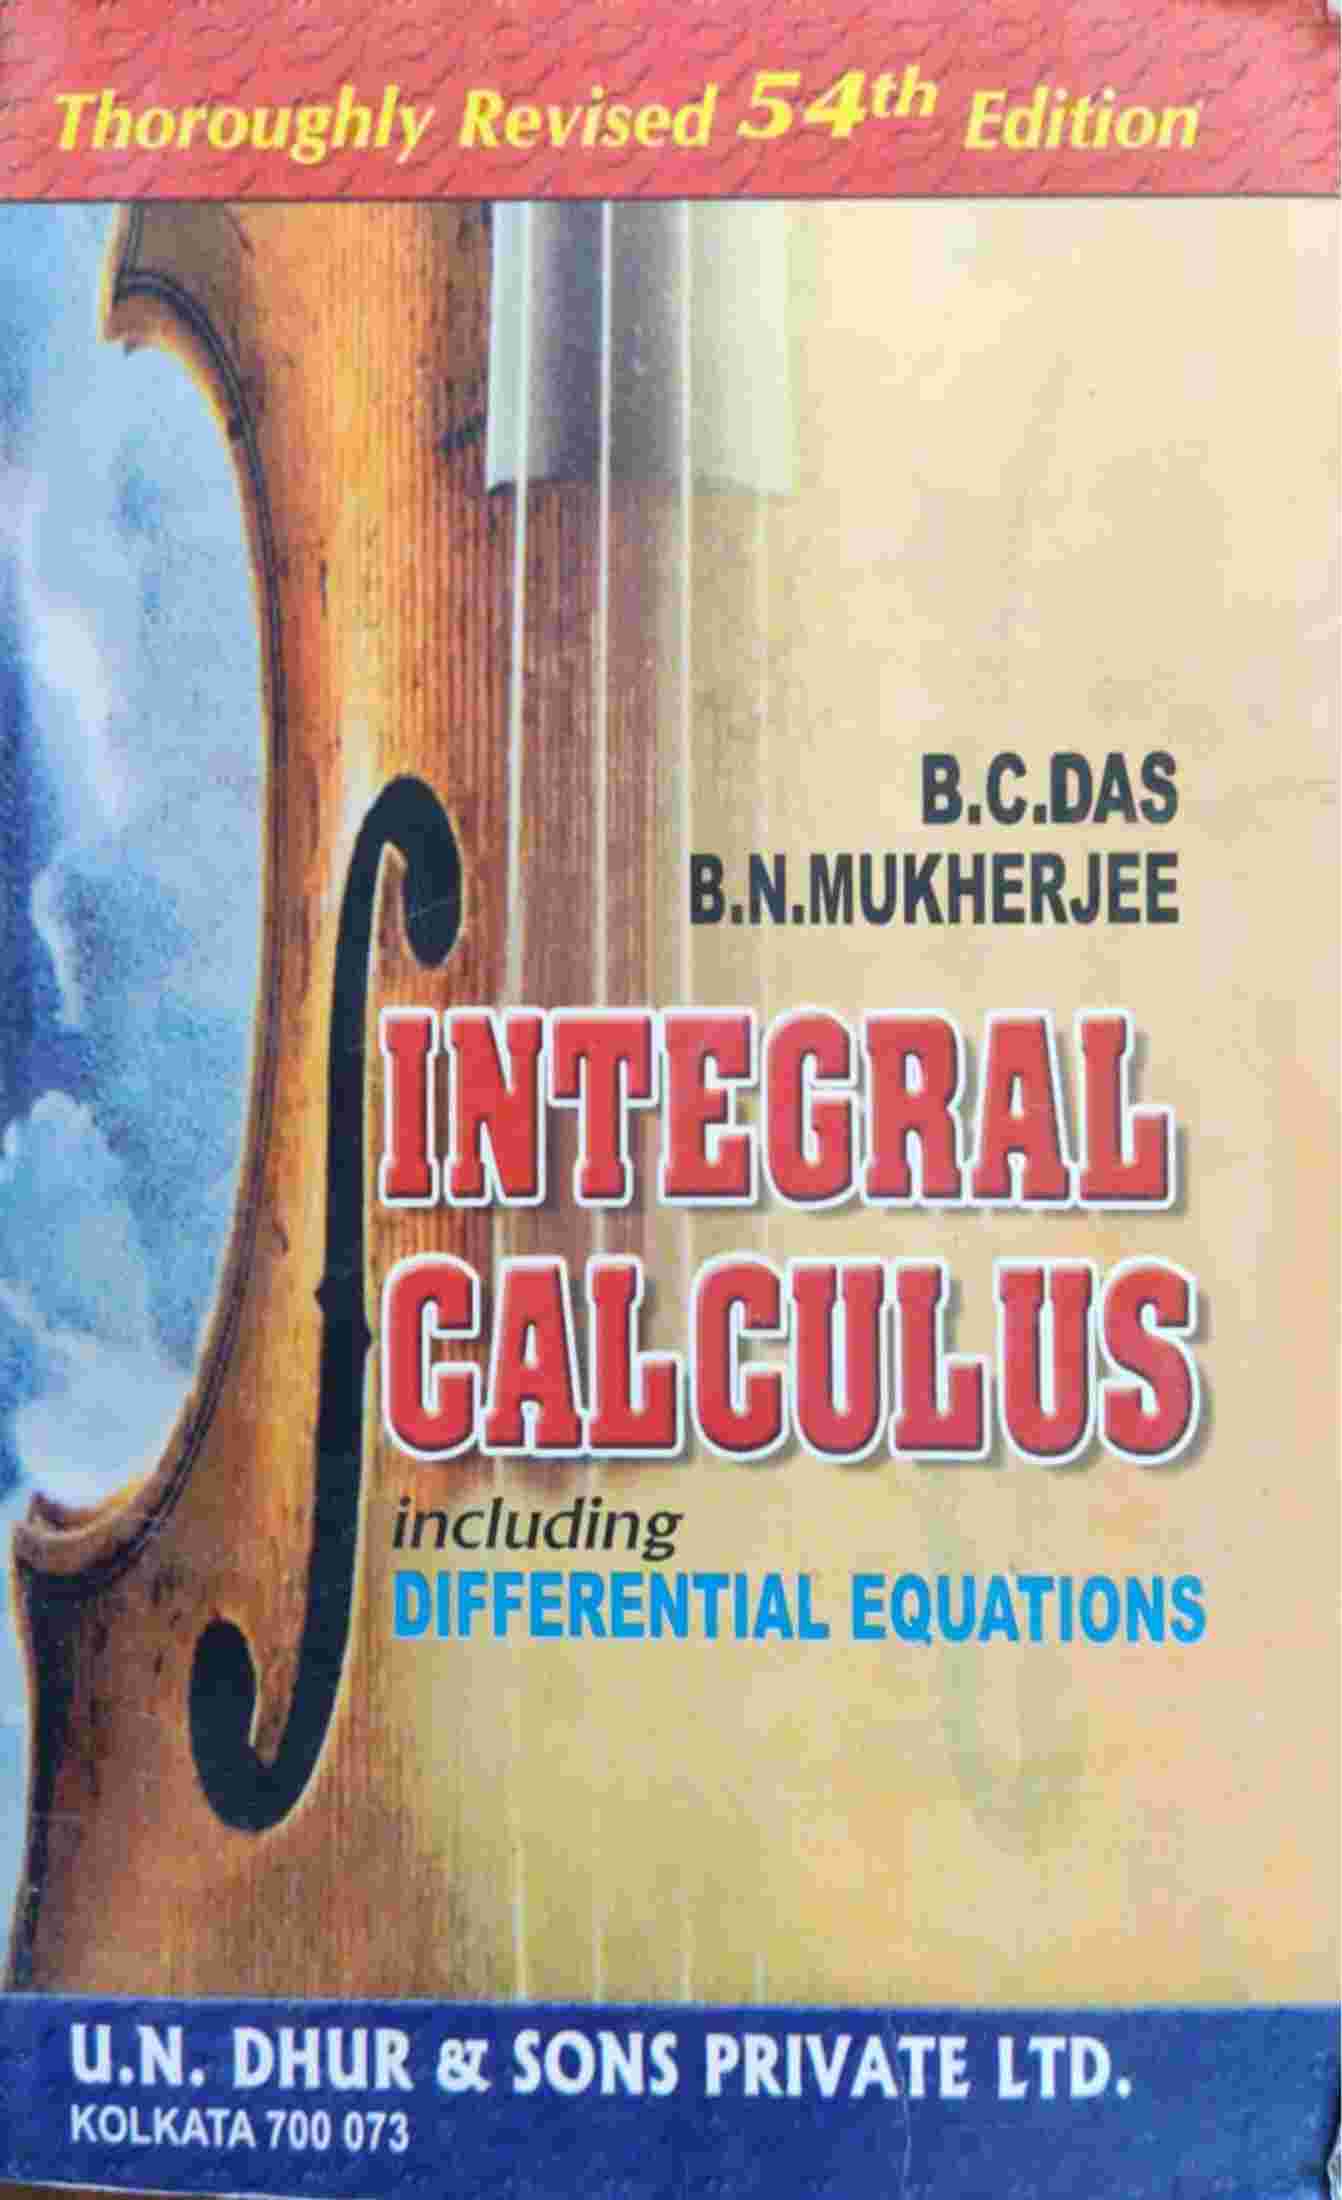 Thoroughly Revised 54th Edition
B.C.DAS
B.N.MUKHERJEE
INTEGRAL
CALCULUS
including
DIFFERENTIAL EQUATIONS
U.N. DHUR & SONS PRIVATE LTD.
KOLKATA 700 073